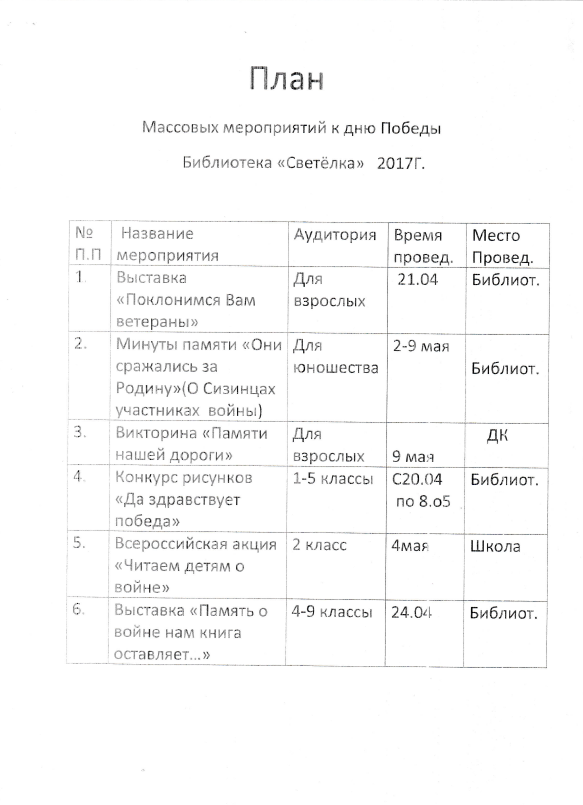 План
Массовых мероприятий к дню Победы
Библиотека «Светёлка» 2017Г.
№ П.П Название мероприятия Аудитория Время провед. Место Провед.
1. Выставка «Поклонимся Вам ветераны» Для взрослых 21.04 Библиот.
2. Минуты памяти «Они сражались за Родину»(О Сизинцах участниках войны) Для юношества 2-9 мая Библиот.
3. Викторина «Памяти нашей дороги» Для взрослых 9 мая ДК
4. Конкурс рисунков «Да здравствует победа» 1-5 классы С20.04 по 8.о5 Библиот.
5. Всероссийская акция «Читаем детям о войне» 2 класс 4мая Школа
6. Выставка «Память о войне нам книга оставляет...» 4-9 классы 24.04 Библиот.